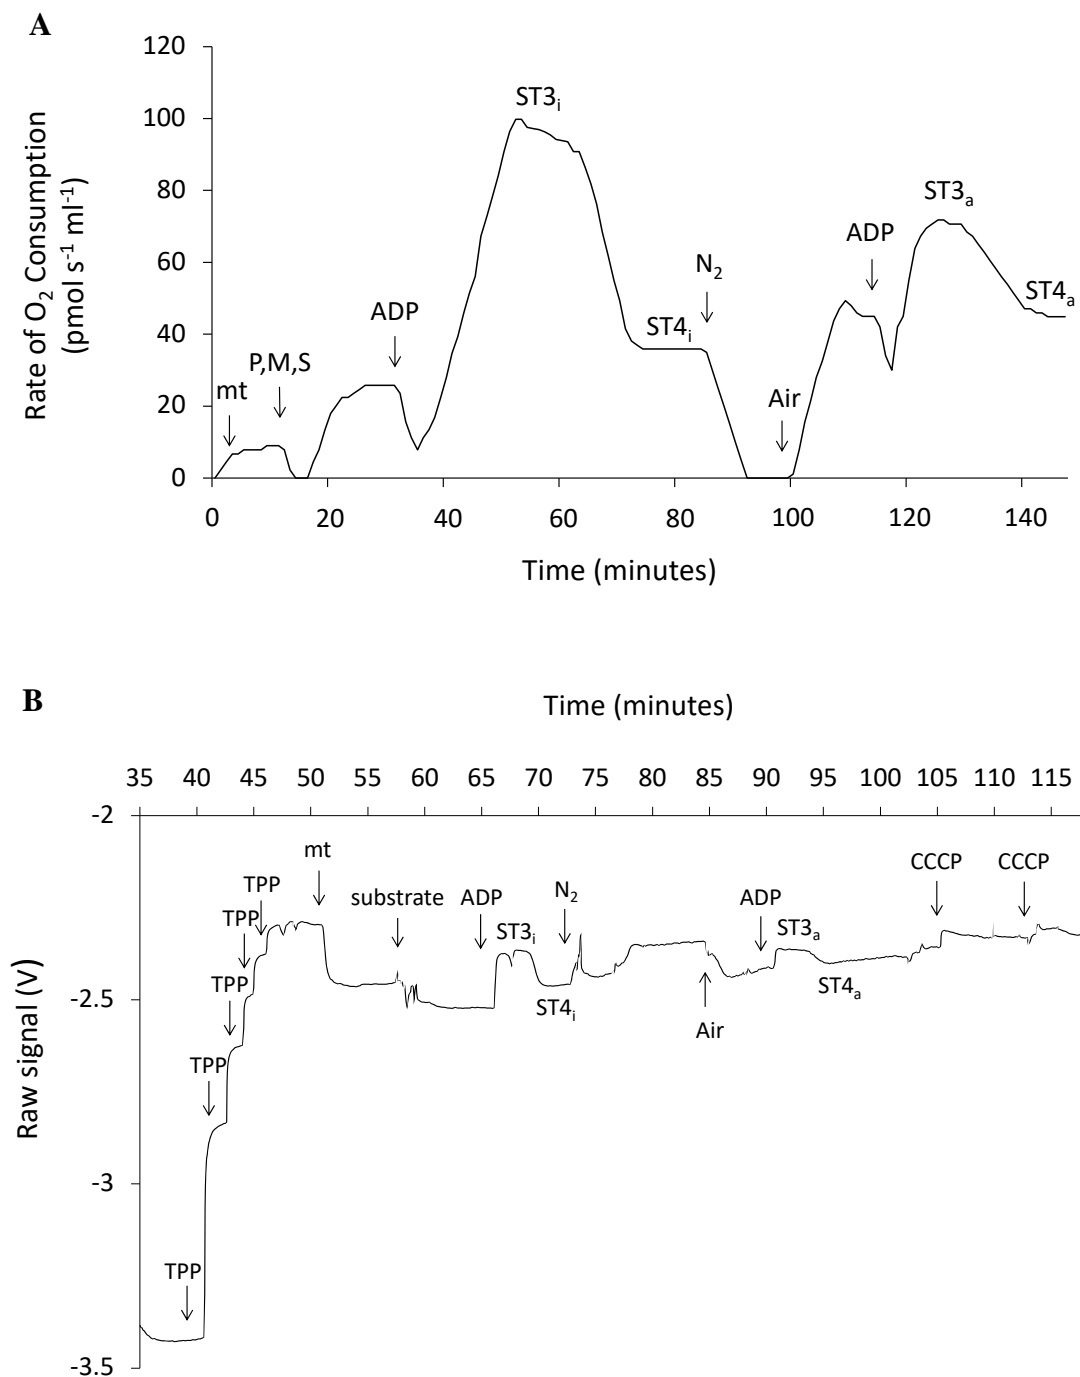 A
120
100
80
60
40
20
0
Rate of O₂ Consumption
(pmol s⁻¹ ml⁻¹)
mt
P,M,S
ADP
ST3ᵢ
ST4ᵢ
N₂
Air
ADP
ST3ₐ
ST4ₐ
0 20 40 60 80 100 120 140
Time (minutes)
B
Time (minutes)
35 40 45 50 55 60 65 70 75 80 85 90 95 100 105 110 115
-2
-2.5
-3
-3.5
Raw signal (V)
TPP
TPP
TPP
TPP
TPP
mt
substrate
ADP
ST3ᵢ
ST4ᵢ
N₂
Air
ADP
ST3ₐ
ST4ₐ
CCCP
CCCP